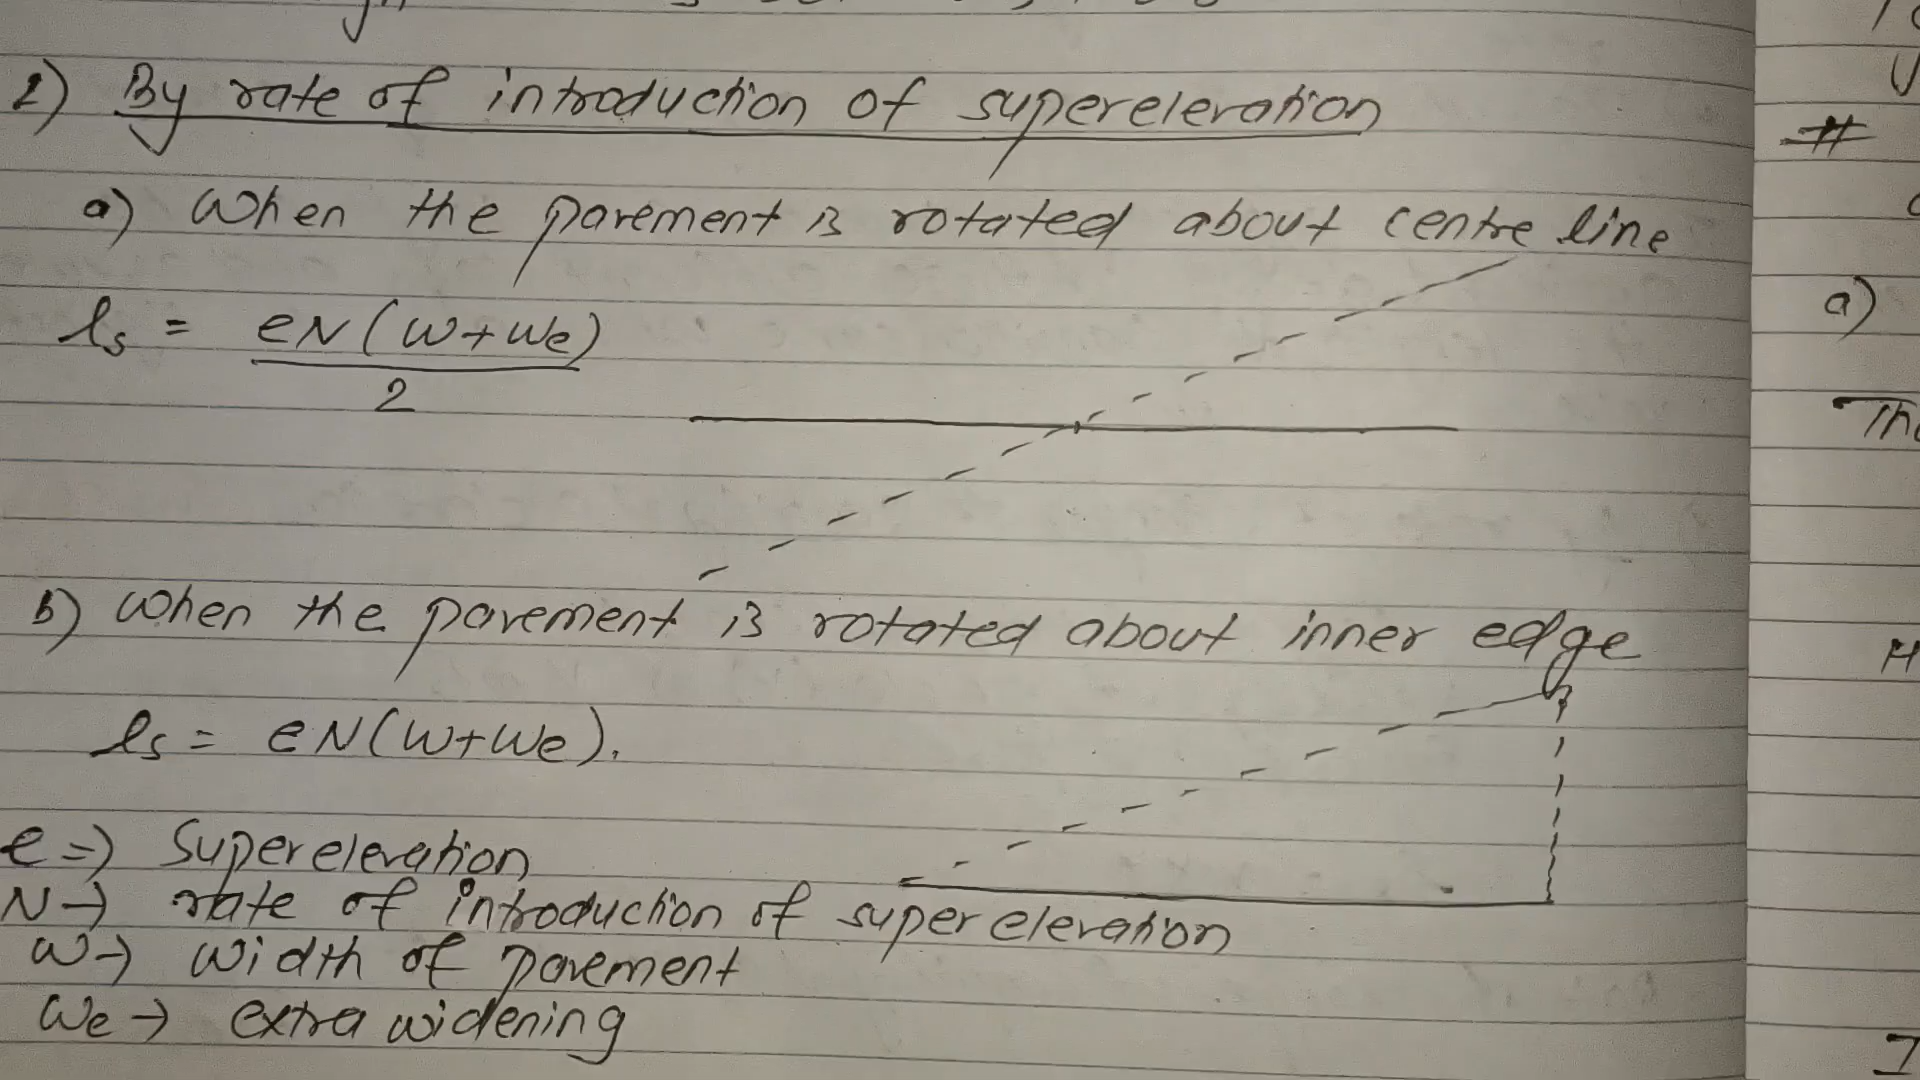 2) By rate of introduction of superelevation
a) When the pavement is rotated about centre line
ls = eN(W+We)
2
b) When the pavement is rotated about inner edge
ls = eN(W+We).
e => Superelevation
N -> rate of introduction of superelevation
W -> width of pavement
We -> extra widening
#
a)